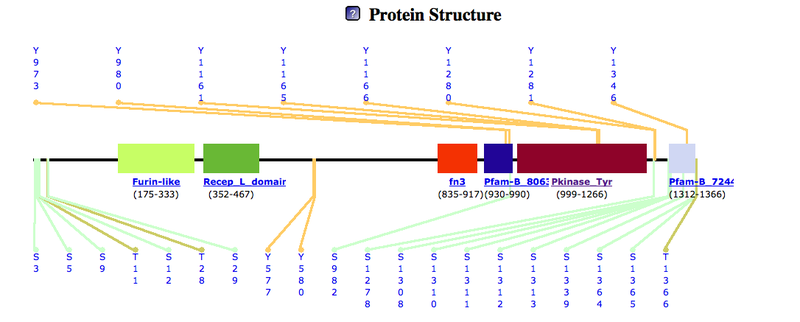 ? Protein Structure
Y973 Y980 Y1161 Y1165 Y1166 Y1280 Y1281 Y1346
Furin-like Recep_L_domain fn3 Pfam-B_8063 Pkinase_Tyr Pfam-B_7244
(175-333) (352-467) (835-917) (930-990) (999-1266) (1312-1366)
S3 S5 S9 T11 S12 T28 S29 Y577 Y580 S982 S1278 S1308 S1310 S1311 S1312 S1313 S1339 S1364 S1365 T1366